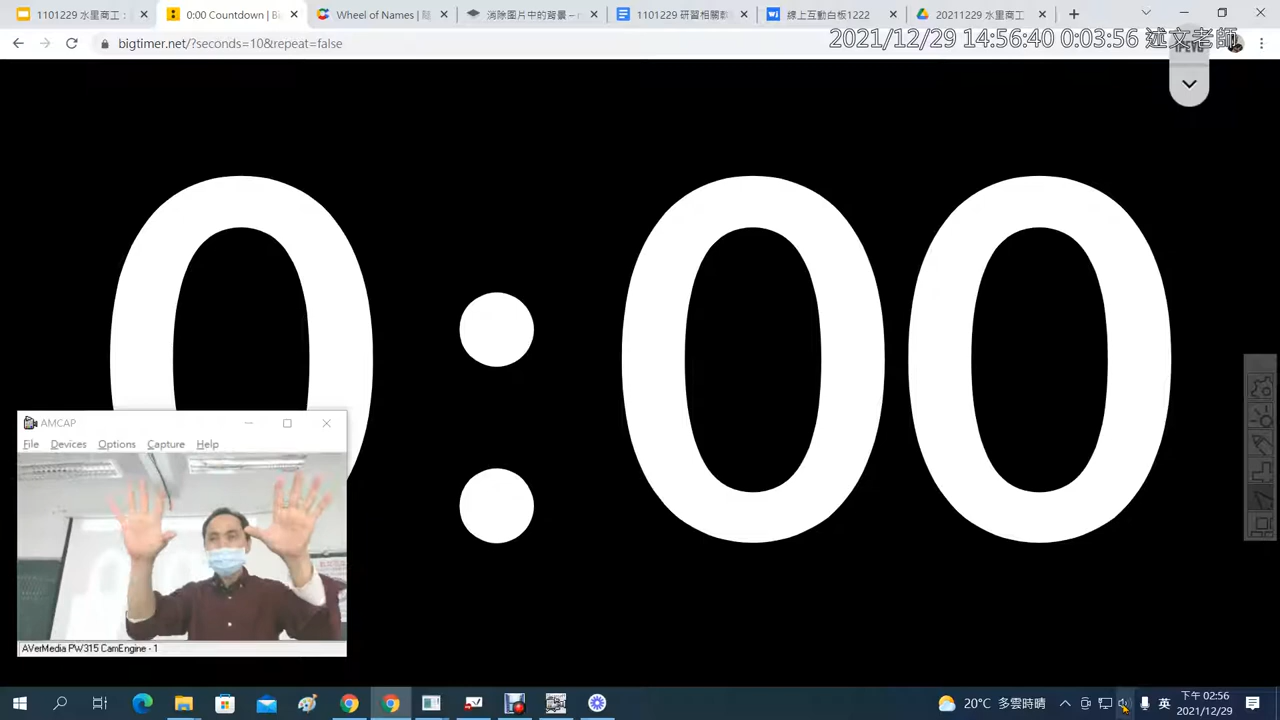 1101229 水里商工
0:00 Countdown | Bi
Wheel of Names | 隨
消除图片中的背景 – r
1101229 研習相關
線上互動白板1222
20211229 水里商工
bigtimer.net/?seconds=10&repeat=false
2021/12/29 14:56:40 0:03:56 述文老師
IPEVO
0:00
AMCAP
File Devices Options Capture Help
AVerMedia PW315 CamEngine - 1
20°C 多雲時晴
英
下午 02:56
2021/12/29